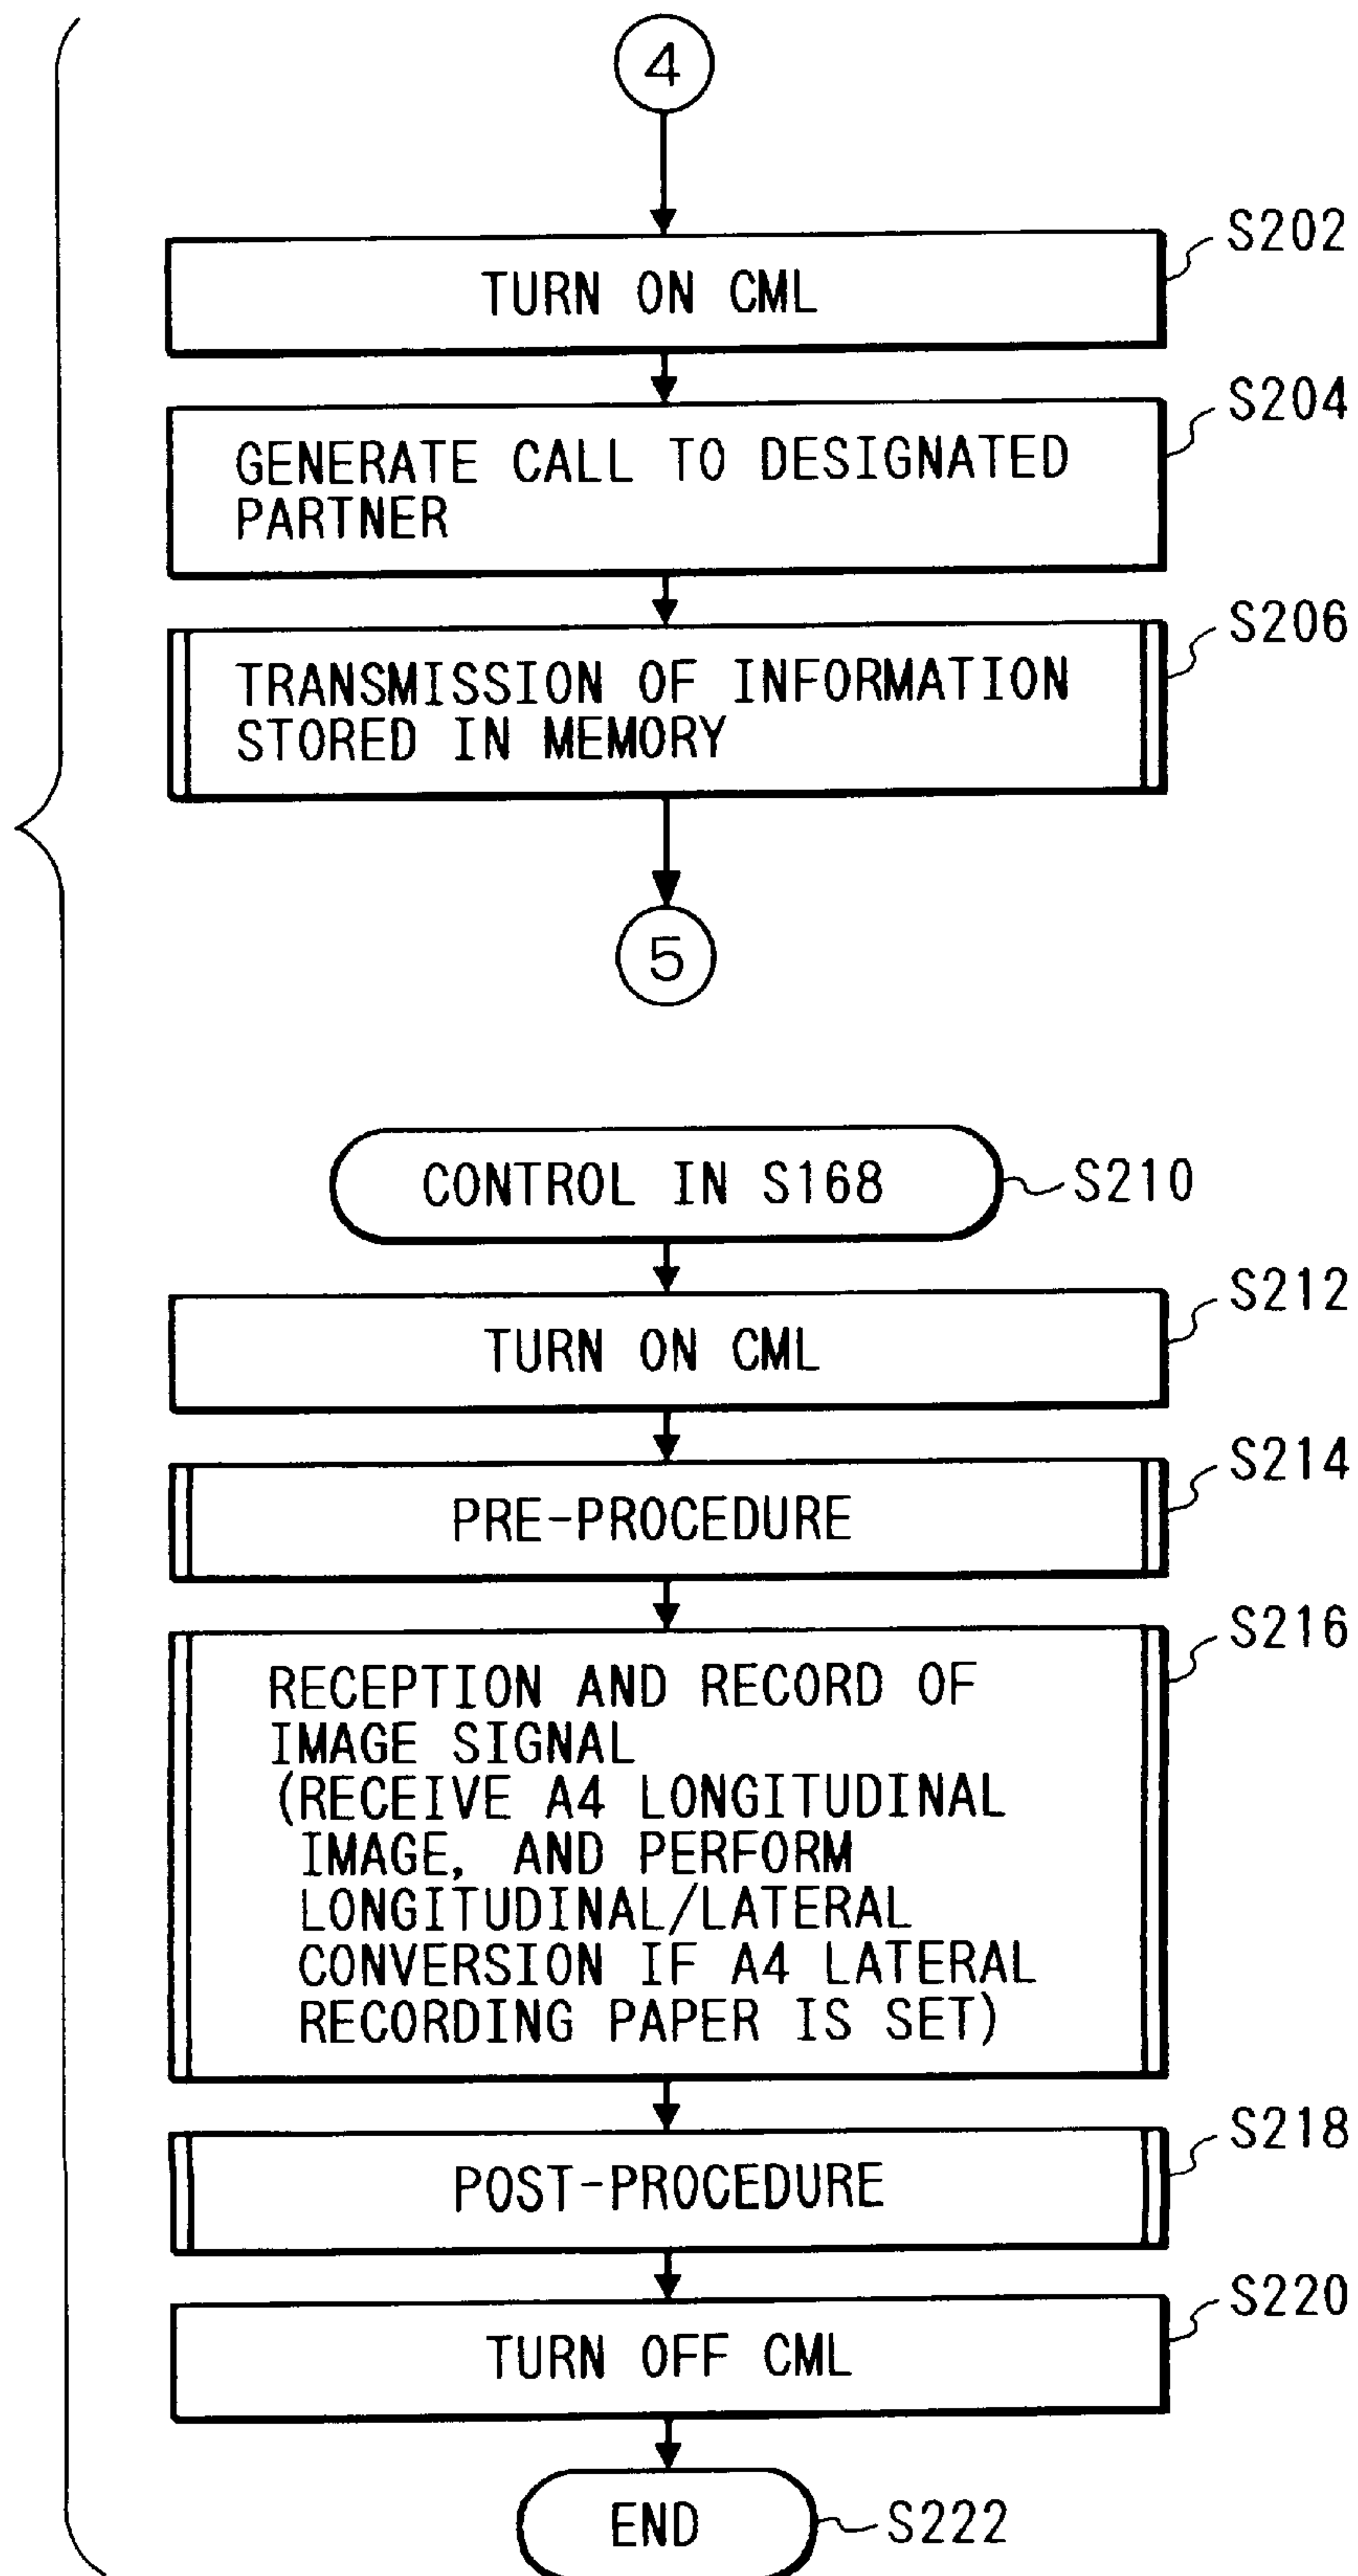 4
S202
TURN ON CML
S204
GENERATE CALL TO DESIGNATED
PARTNER
S206
TRANSMISSION OF INFORMATION
STORED IN MEMORY
5
CONTROL IN S168
S210
S212
TURN ON CML
S214
PRE-PROCEDURE
S216
RECEPTION AND RECORD OF
IMAGE SIGNAL
(RECEIVE A4 LONGITUDINAL
IMAGE, AND PERFORM
LONGITUDINAL/LATERAL
CONVERSION IF A4 LATERAL
RECORDING PAPER IS SET)
S218
POST-PROCEDURE
S220
TURN OFF CML
END
S222